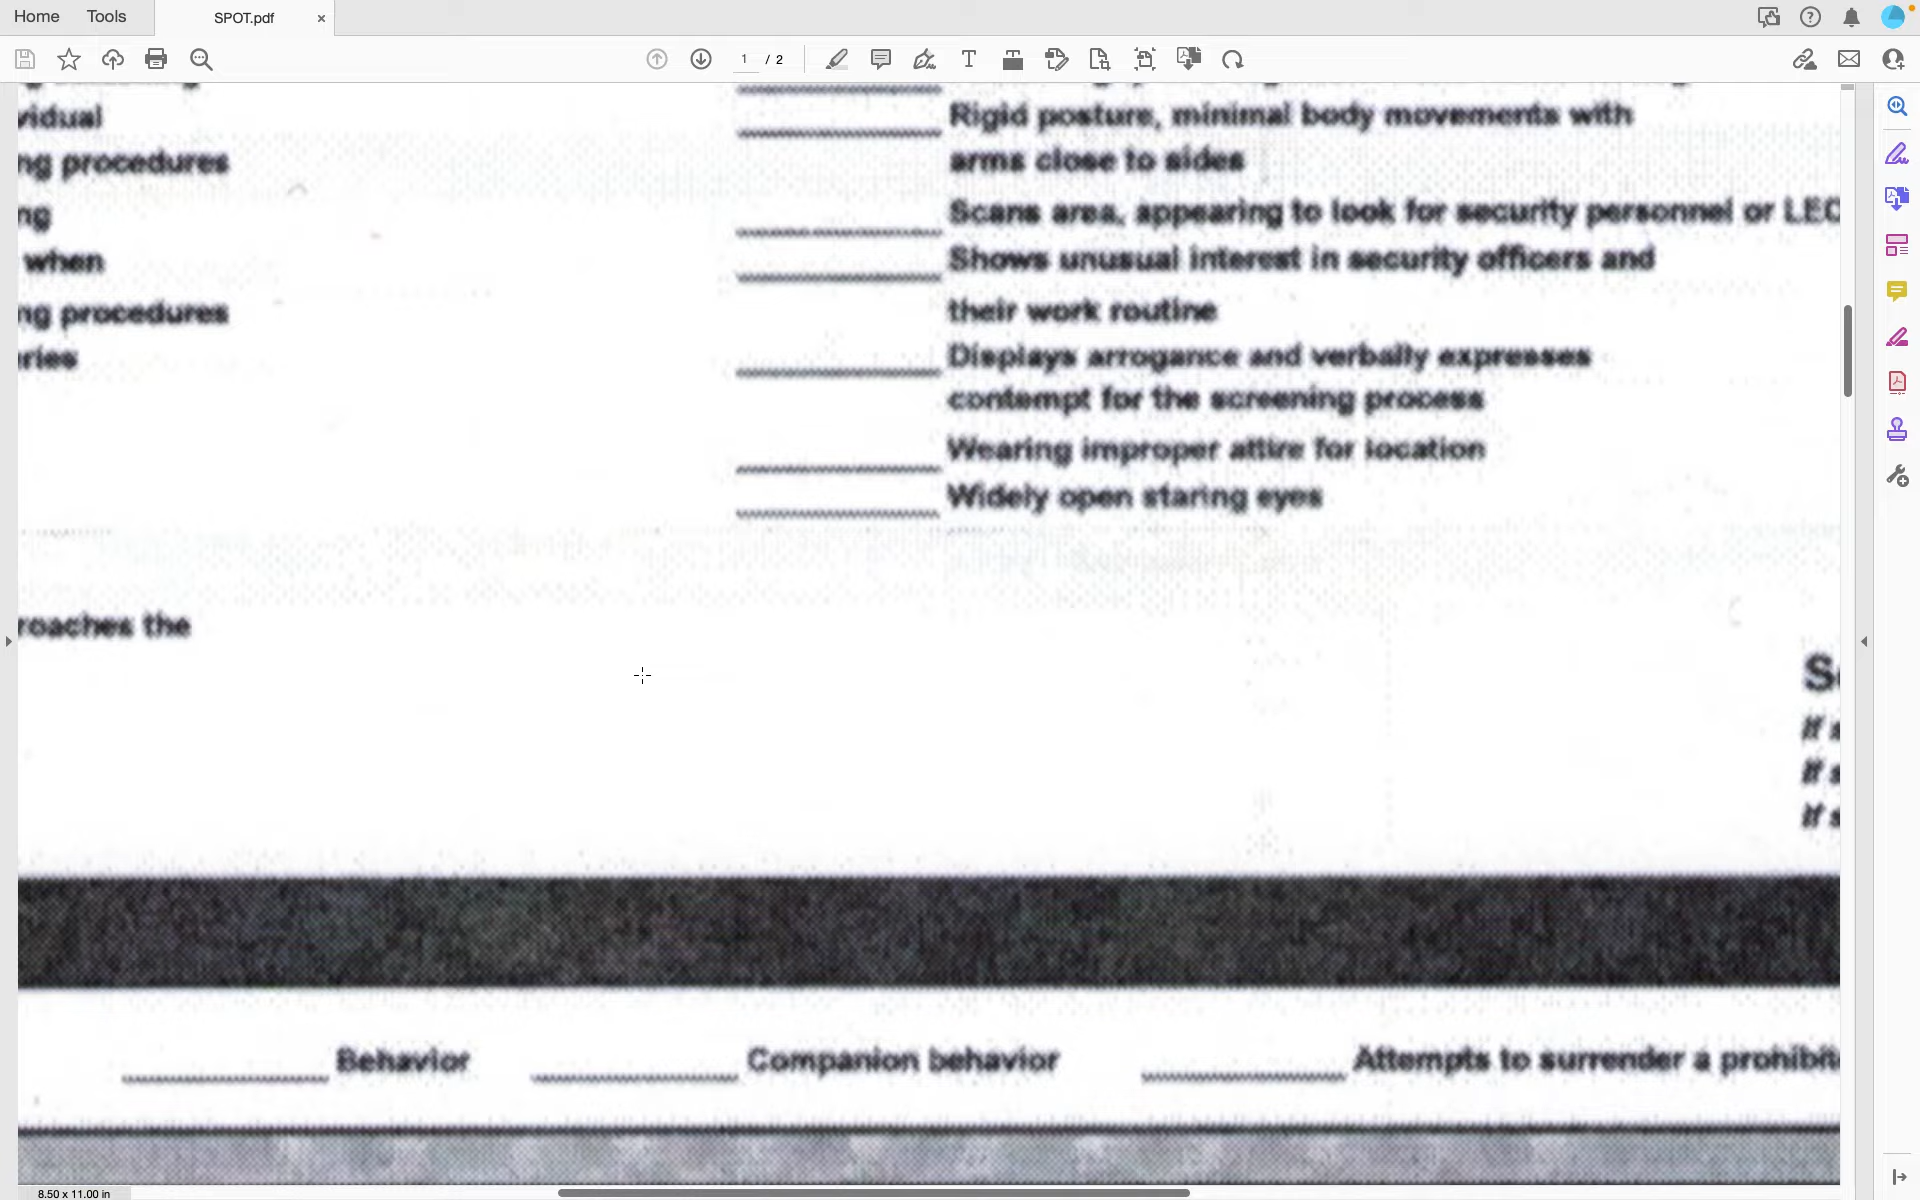 Home Tools SPOT.pdf
1 / 2
vidual
ng procedures
ng
when
ng procedures
ries
roaches the
Rigid posture, minimal body movements with
arms close to sides
Scans area, appearing to look for security personnel or LEO
Shows unusual interest in security officers and
their work routine
Displays arrogance and verbally expresses
contempt for the screening process
Wearing improper attire for location
Widely open staring eyes
If s
If s
If s
Behavior Companion behavior Attempts to surrender a prohibit
8.50 x 11.00 in